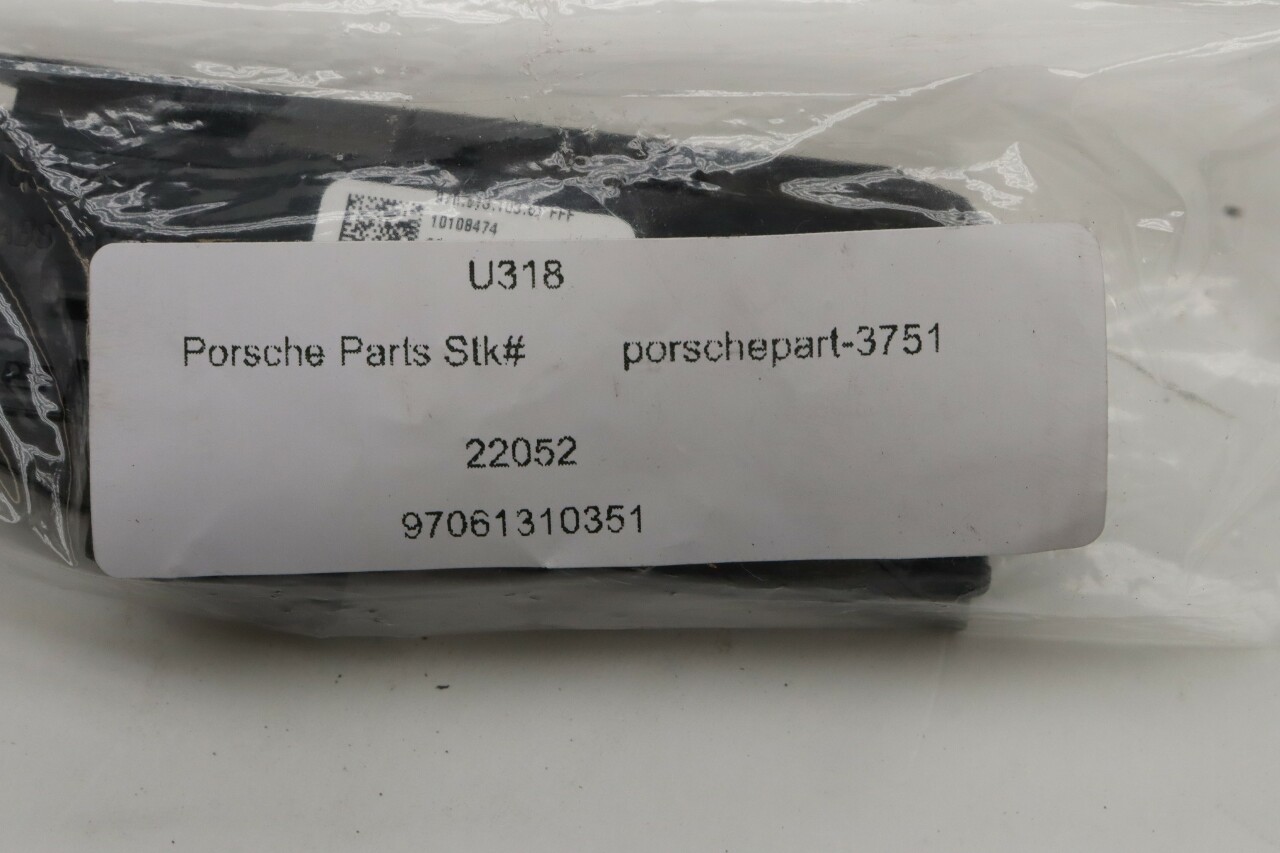 10108474
U318
Porsche Parts Stk# porschepart-3751
22052
97061310351